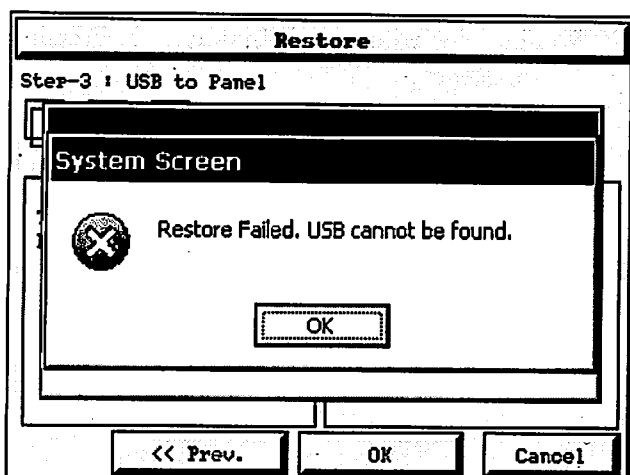 Restore
Step-3 : USB to Panel
System Screen
Restore Failed. USB cannot be found.
OK
<< Prev.
OK
Cancel